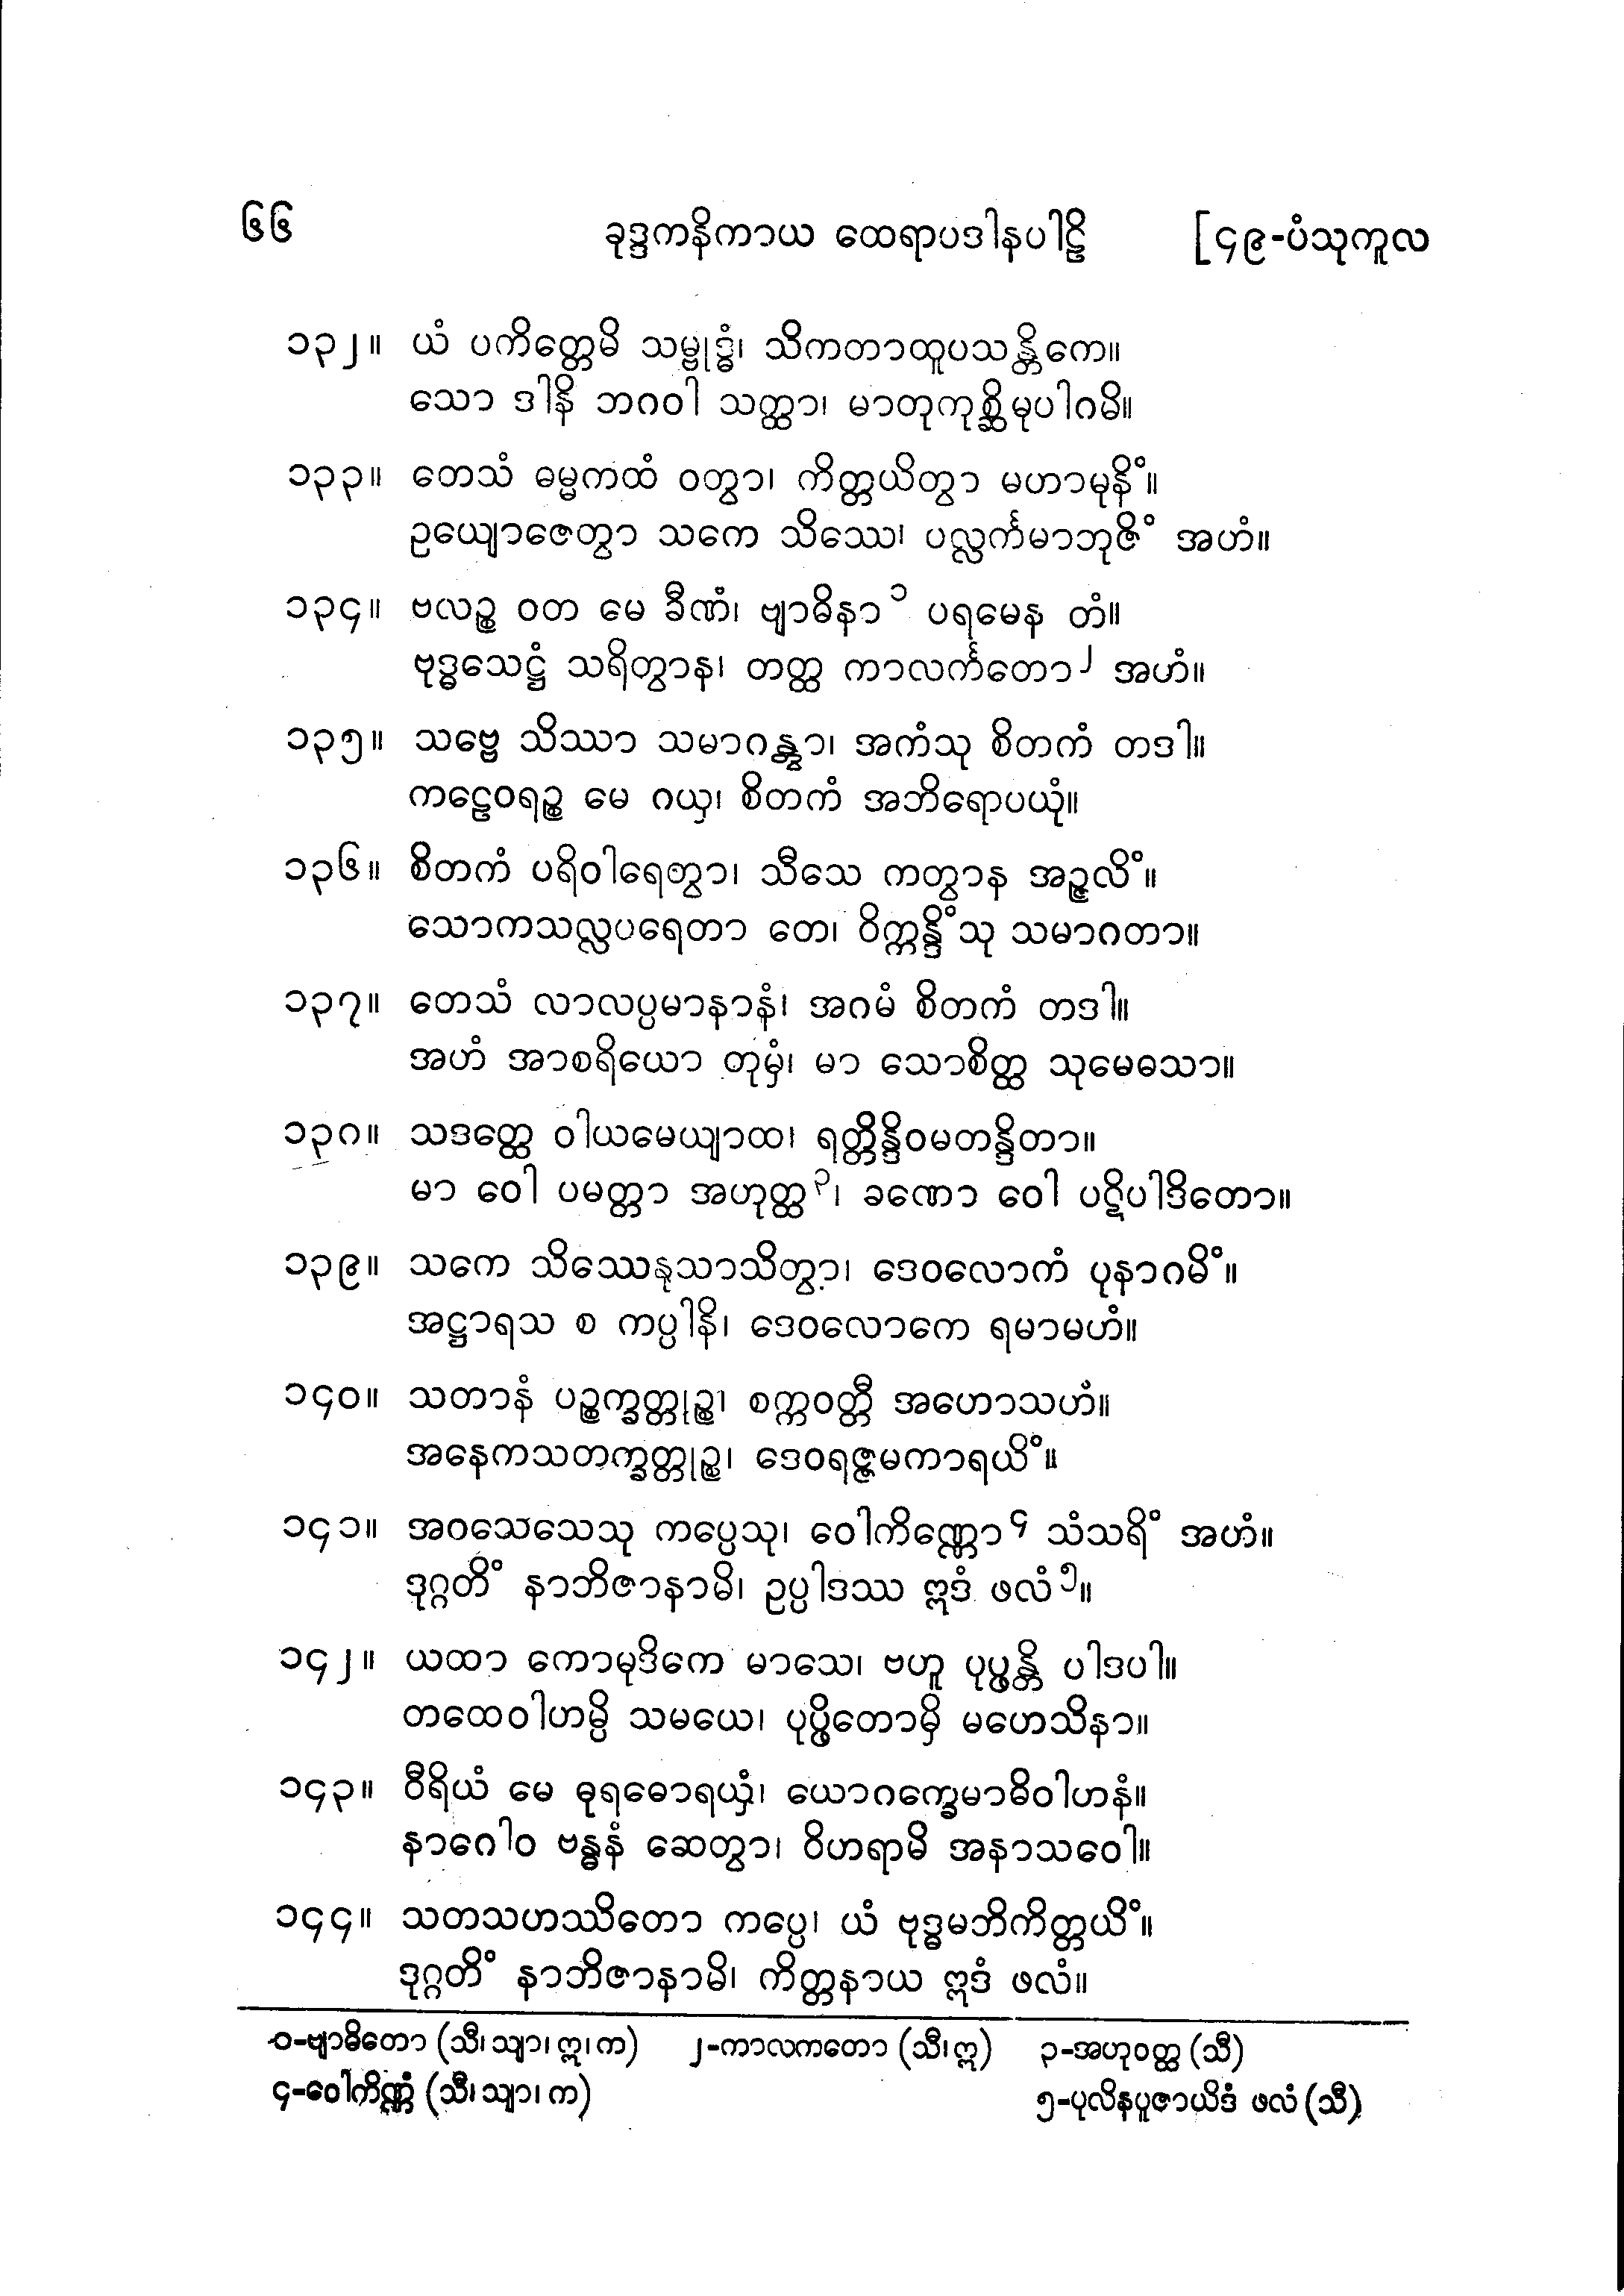 ၆၆ ခုဒ္ဒကနိကာယ ထေရာပဒါနပါဠိ [၄၉-ပံသုကူလ
၁၃၂။ ယံ ပကိတ္တေမိ သမ္ဗုဒ္ဓံ၊ သိကတာထူပသန္တိကေ။
သော ဒါနိ ဘဂဝါ သတ္ထာ၊ မာတုကုစ္ဆိမုပါဂမိ။
၁၃၃။ တေသံ ဓမ္မကထံ ဝတွာ၊ ကိတ္တယိတွာ မဟာမုနိံ။
ဥယျောဇေတွာ သကေ သိဿေ၊ ပလ္လင်္ကမာဘုဇိံ အဟံ။
၁၃၄။ ဗလဉ္စ ဝတ မေ ခီဏံ၊ ဗျာဓိနာ ၁ ပရမေန တံ။
ဗုဒ္ဓသေဋ္ဌံ သရိတွာန၊ တတ္ထ ကာလင်္ကတော ၂ အဟံ။
၁၃၅။ သဗ္ဗေ သိဿာ သမာဂန္တွာ၊ အကံသု စိတကံ တဒါ။
ကဠေဝရဉ္စ မေ ဂယှ၊ စိတကံ အဘိရောပယုံ။
၁၃၆။ စိတကံ ပရိဝါရေတွာ၊ သီသေ ကတွာန အဉ္ဇလိံ။
သောကသလ္လပရေတာ တေ၊ ဝိက္ကန္ဒိံသု သမာဂတာ။
၁၃၇။ တေသံ လာလပ္ပမာနာနံ၊ အဂမံ စိတကံ တဒါ။
အဟံ အာစရိယော တုမှံ၊ မာ သောစိတ္ထ သုမေဓသာ။
၁၃၈။ သဒတ္ထေ ဝါယမေယျာထ၊ ရတ္တိန္ဒိဝမတန္ဒိတာ။
မာ ဝေါ ပမတ္တာ အဟုတ္ထ ၃၊ ခဏော ဝေါ ပဋိပါဒိတော။
၁၃၉။ သကေ သိဿေနုသာသိတွာ၊ ဒေဝလောကံ ပုနာဂမိံ။
အဋ္ဌာရသ စ ကပ္ပါနိ၊ ဒေဝလောကေ ရမာမဟံ။
၁၄၀။ သတာနံ ပဉ္စက္ခတ္တုဉ္စ၊ စက္ကဝတ္တီ အဟောသဟံ။
အနေကသတက္ခတ္တုဉ္စ၊ ဒေဝရဇ္ဇမကာရယိံ။
၁၄၁။ အဝသေသေသု ကပ္ပေသု၊ ဝေါကိဏ္ဏော ၄ သံသရိံ အဟံ။
ဒုဂ္ဂတိံ နာဘိဇာနာမိ၊ ဥပ္ပါဒဿ ဣဒံ ဖလံ ၅။
၁၄၂။ ယထာ ကောမုဒိကေ မာသေ၊ ဗဟူ ပုပ္ဖန္တိ ပါဒပါ။
တထေဝါဟမ္ပိ သမယေ၊ ပုပ္ဖိတောမှိ မဟေသိနာ။
၁၄၃။ ဝီရိယံ မေ ဓုရဓောရယှံ၊ ယောဂက္ခေမာဓိဝါဟနံ။
နာဂေါဝ ဗန္ဓနံ ဆေတွာ၊ ဝိဟရာမိ အနာသဝေါ။
၁၄၄။ သတသဟဿိတော ကပ္ပေ၊ ယံ ဗုဒ္ဓမဘိကိတ္တယိံ။
ဒုဂ္ဂတိံ နာဘိဇာနာမိ၊ ကိတ္တနာယ ဣဒံ ဖလံ။
၁-ဗျာဓိတော (သီ၊ သျာ၊ ဣ၊ က) ၂-ကာလကတော (သီ၊ ဣ) ၃-အဟုဝတ္ထ (သီ)
၄-ဝေါကိဏ္ဏံ (သီ၊ သျာ၊ က) ၅-ပုလိနပူဇာယိဒံ ဖလံ (သီ)